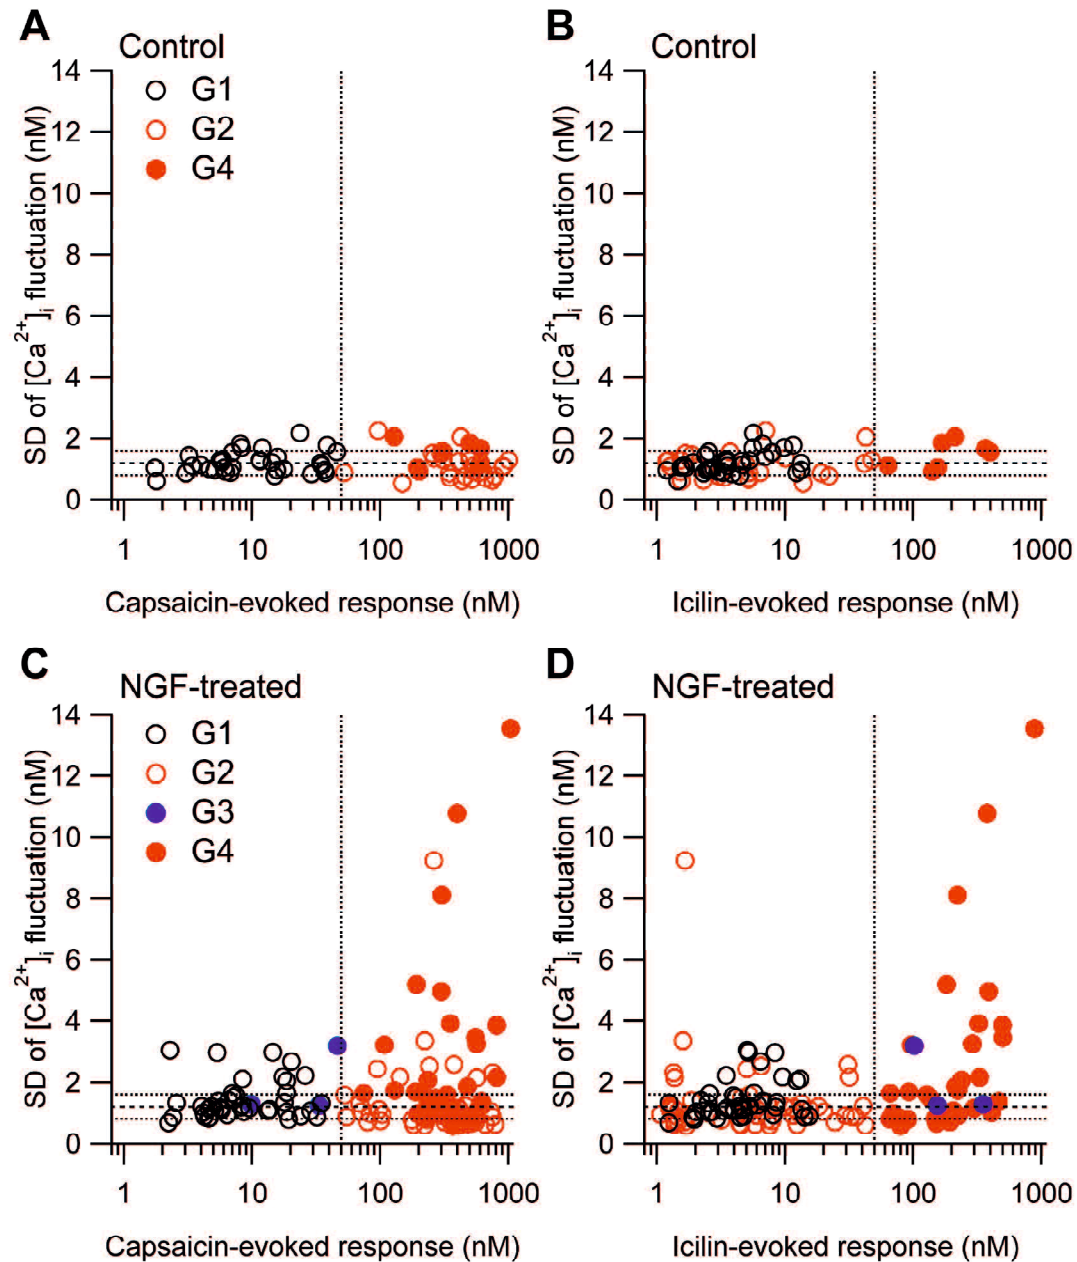 A
Control
G1
G2
G4
SD of [Ca2+]i fluctuation (nM)
14
12
10
8
6
4
2
0
1 10 100 1000
Capsaicin-evoked response (nM)
B
Control
SD of [Ca2+]i fluctuation (nM)
14
12
10
8
6
4
2
0
1 10 100 1000
Icilin-evoked response (nM)
C
NGF-treated
G1
G2
G3
G4
SD of [Ca2+]i fluctuation (nM)
14
12
10
8
6
4
2
0
1 10 100 1000
Capsaicin-evoked response (nM)
D
NGF-treated
SD of [Ca2+]i fluctuation (nM)
14
12
10
8
6
4
2
0
1 10 100 1000
Icilin-evoked response (nM)